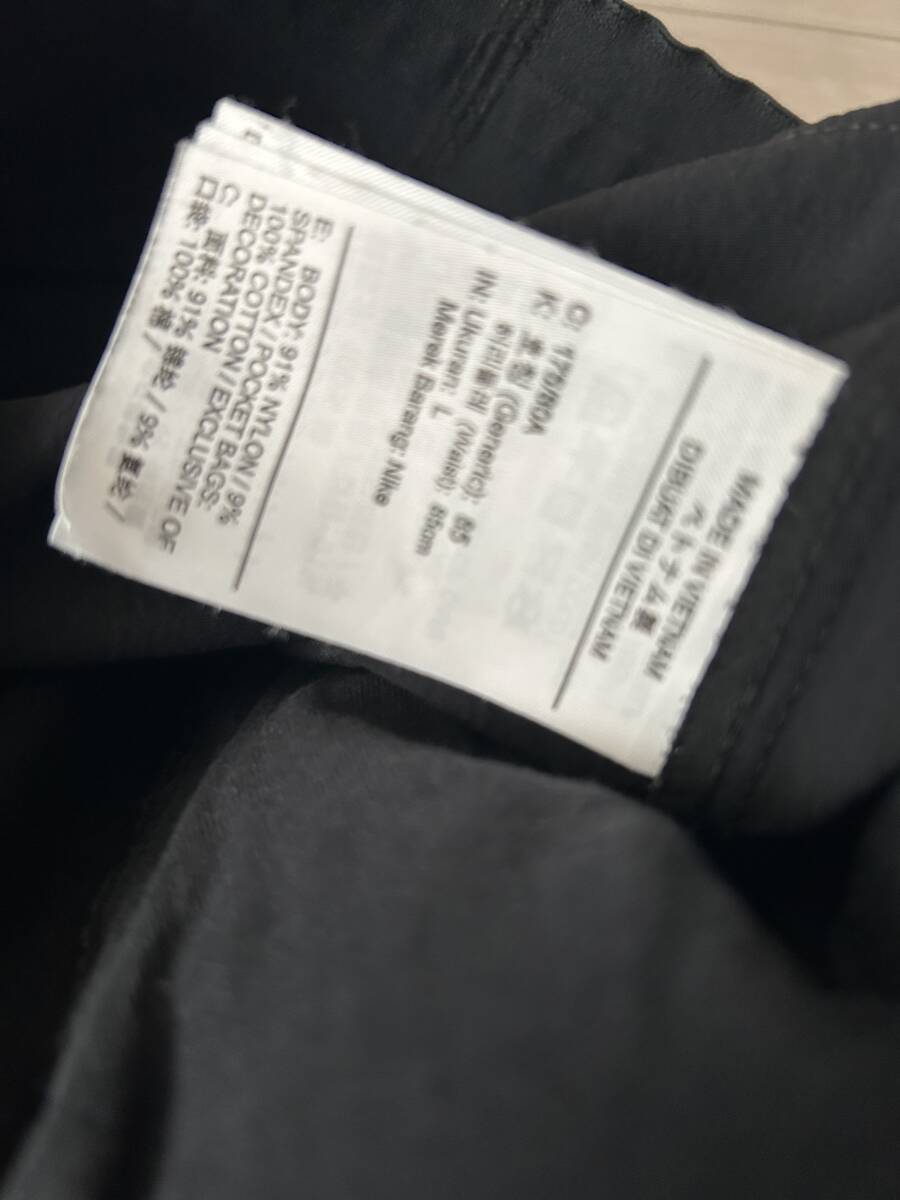 MADE IN VIETNAM
ベトナム製
DIBUAT DI VIETNAM
C: 175/80A
K: 호칭 (Generic): 85
허리둘레 (Waist): 85cm
IN: Ukuran: L
Merek Barang: Nike
E: BODY: 91% NYLON / 9%
SPANDEX / POCKET BAGS:
100% COTTON / EXCLUSIVE OF
DECORATION
C: 面料: 91% 锦纶 / 9% 氨纶 /
口袋: 100% 棉 /